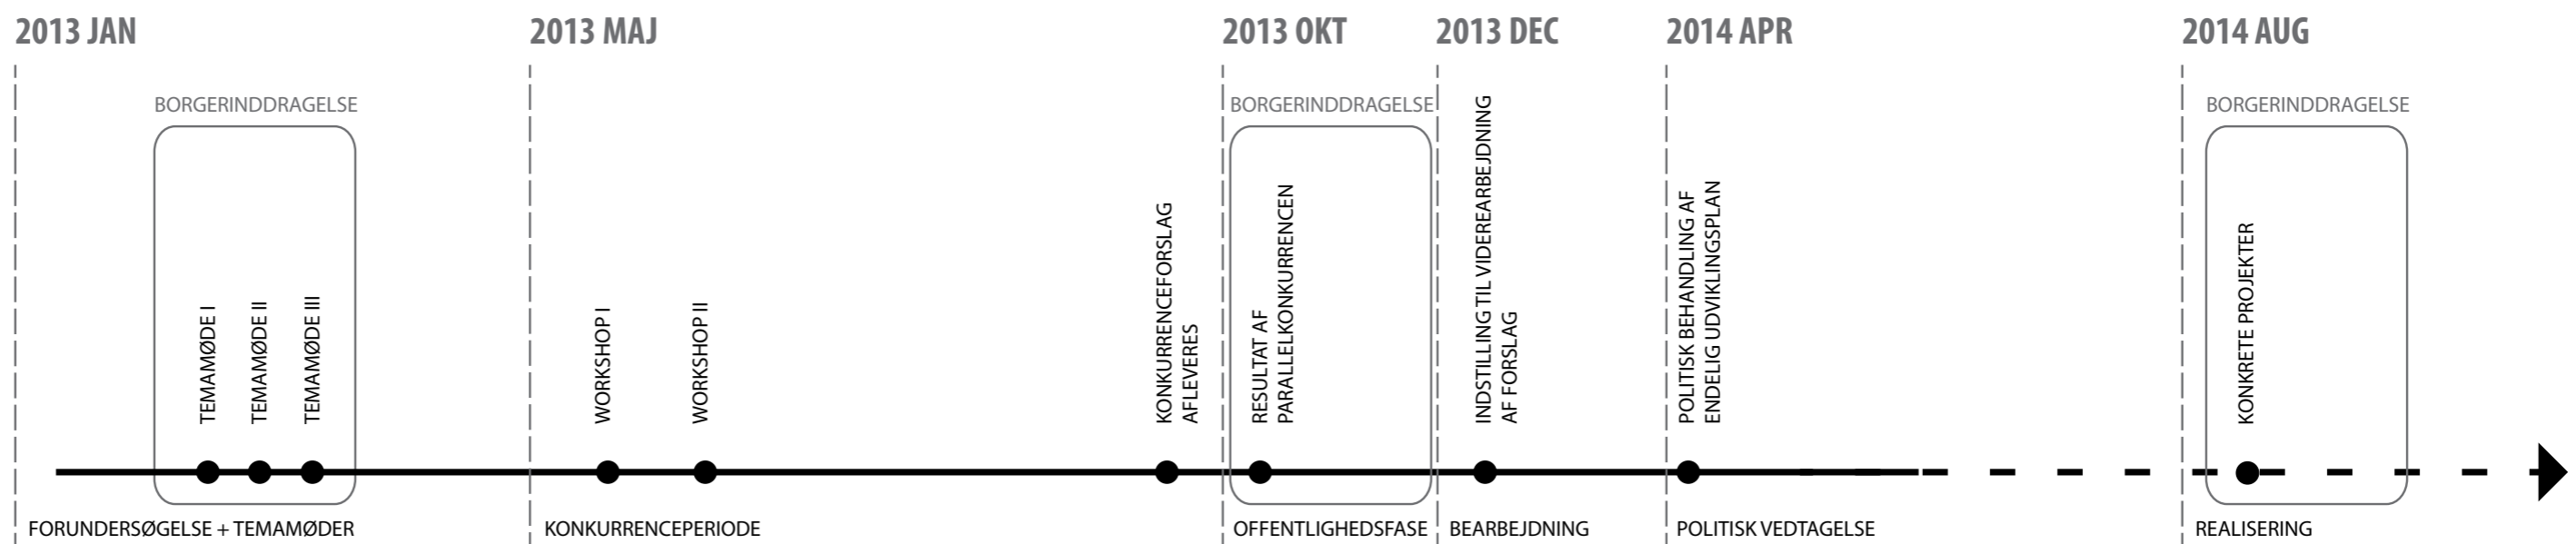 2013 JAN
2013 MAJ
2013 OKT
2013 DEC
2014 APR
2014 AUG
BORGERINDDRAGELSE
BORGERINDDRAGELSE
BORGERINDDRAGELSE
TEMAMØDE I
TEMAMØDE II
TEMAMØDE III
WORKSHOP I
WORKSHOP II
KONKURRENCEFORSLAG
AFLEVERES
RESULTAT AF
PARALLELKONKURRENCEN
INDSTILLING TIL VIDEREARBEJDNING
AF FORSLAG
POLITISK BEHANDLING AF
ENDELIG UDVIKLINGSPLAN
KONKRETE PROJEKTER
FORUNDERSØGELSE + TEMAMØDER
KONKURRENCEPERIODE
OFFENTLIGHEDSFASE
BEARBEJDNING
POLITISK VEDTAGELSE
REALISERING